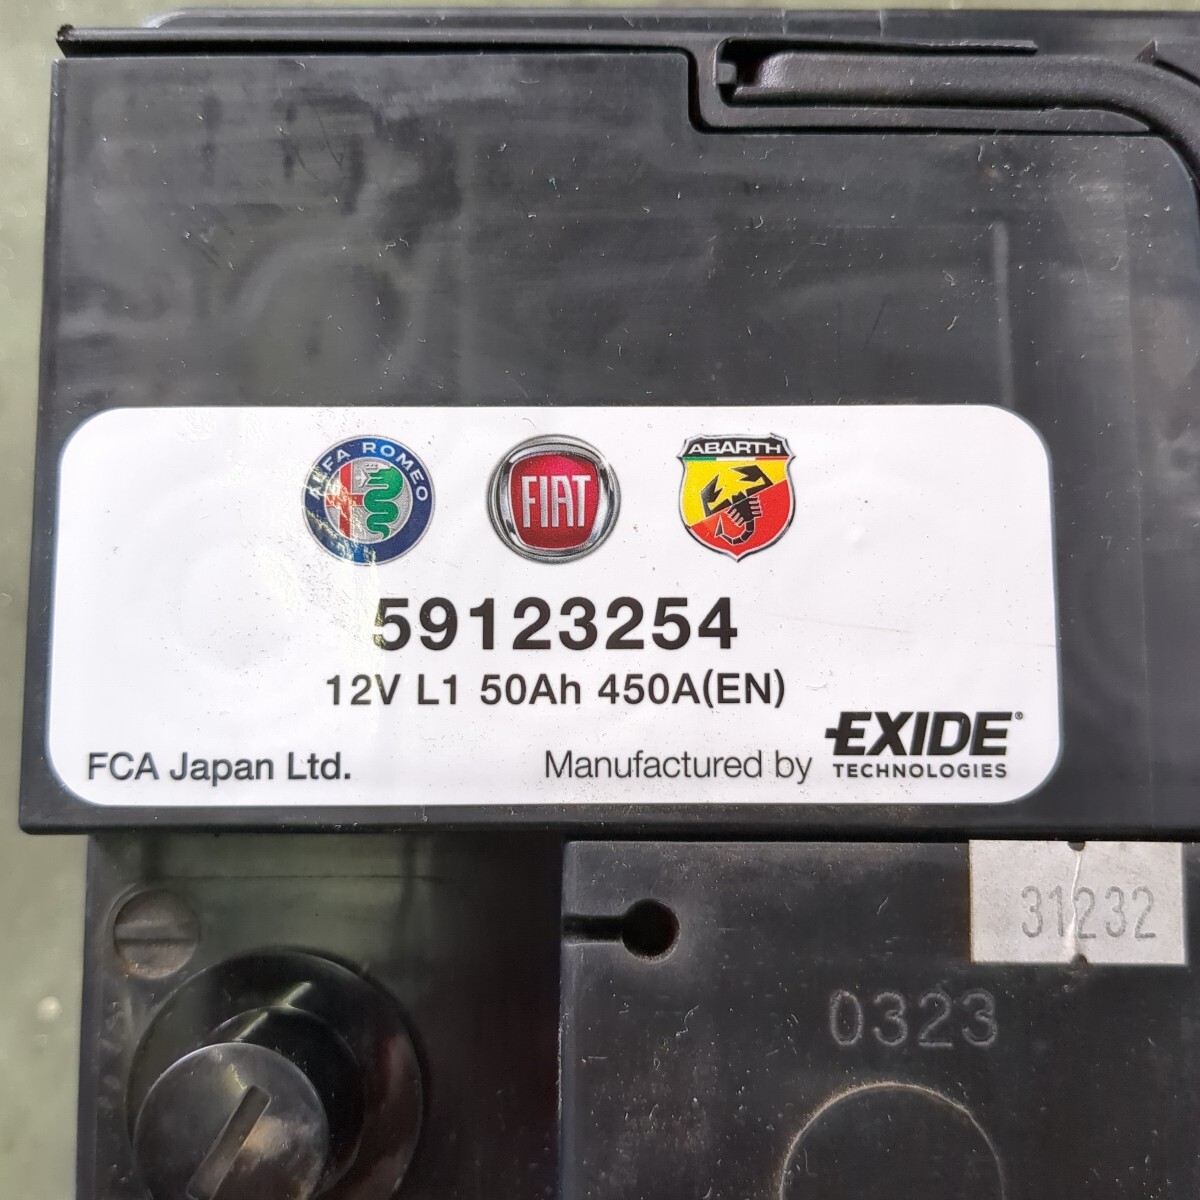 ALFA ROMEO
FIAT
ABARTH
59123254
12V L1 50Ah 450A(EN)
FCA Japan Ltd.
Manufactured by
EXIDE®
TECHNOLOGIES
31232
0323